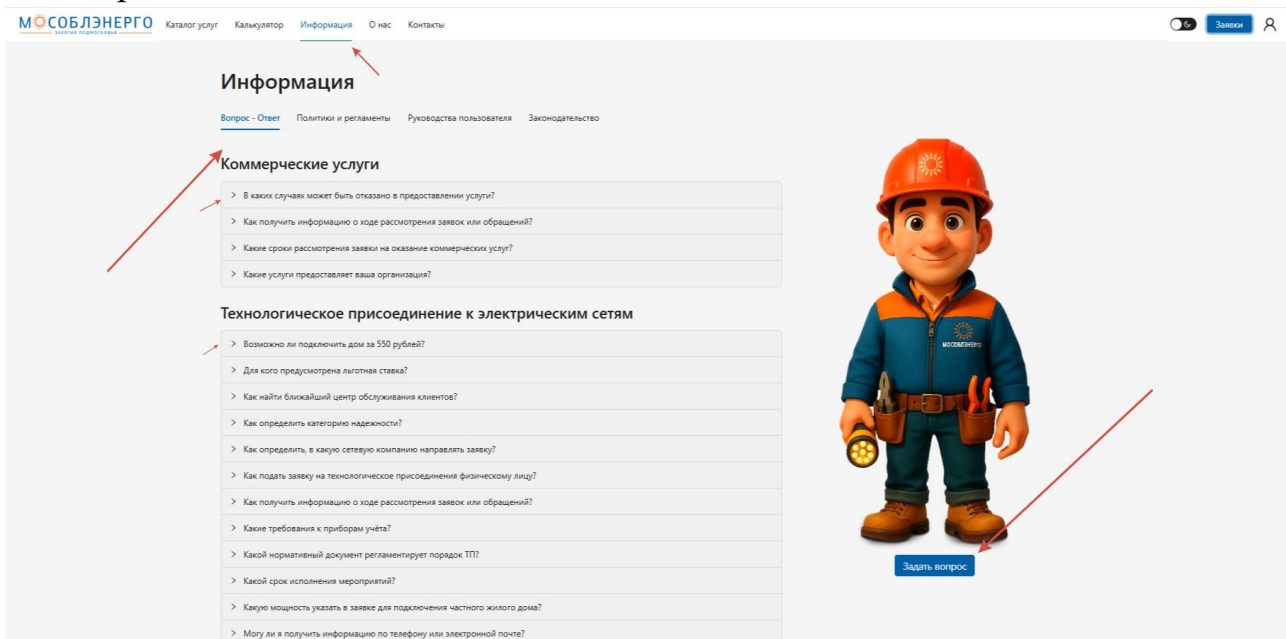 МОСОБЛЭНЕРГО
ЭНЕРГИЯ ПОДМОСКОВЬЯ
Каталог услуг Калькулятор Информация О нас Контакты Заявки
Информация
Вопрос - Ответ Политики и регламенты Руководства пользователя Законодательство
Коммерческие услуги
В каких случаях может быть отказано в предоставлении услуги?
Как получить информацию о ходе рассмотрения заявок или обращений?
Какие сроки рассмотрения заявки на оказание коммерческих услуг?
Какие услуги предоставляет ваша организация?
Технологическое присоединение к электрическим сетям
Возможно ли подключить дом за 550 рублей?
Для кого предусмотрена льготная ставка?
Как найти ближайший центр обслуживания клиентов?
Как определить категорию надежности?
Как определить, в какую сетевую компанию направлять заявку?
Как подать заявку на технологическое присоединения физическому лицу?
Как получить информацию о ходе рассмотрения заявок или обращений?
Какие требования к приборам учёта?
Какой нормативный документ регламентирует порядок ТП?
Какой срок исполнения мероприятий?
Какую мощность указать в заявке для подключения частного жилого дома?
Могу ли я получить информацию по телефону или электронной почте?
МОСОБЛЭНЕРГО
Задать вопрос